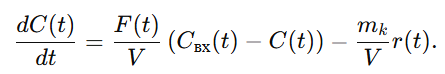 dC(t)/dt = F(t)/V (C_вх(t) − C(t)) − m_k/V r(t).